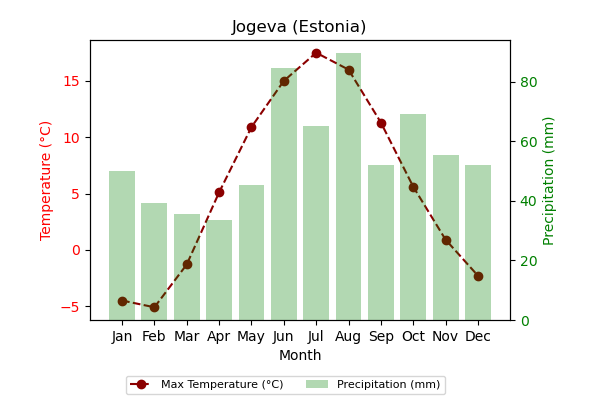 Jogeva (Estonia)
Temperature (°C)
15
10
5
0
−5
Precipitation (mm)
80
60
40
20
0
Jan Feb Mar Apr May Jun Jul Aug Sep Oct Nov Dec
Month
Max Temperature (°C) Precipitation (mm)